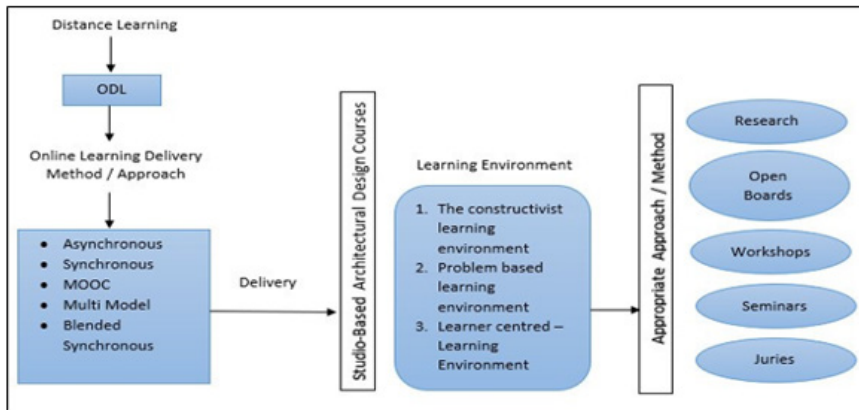 Distance Learning
ODL
Online Learning Delivery
Method / Approach
• Asynchronous
• Synchronous
• MOOC
• Multi Model
• Blended
Synchronous
Delivery
Studio-Based Architectural Design Courses
Learning Environment
1. The constructivist
learning
environment
2. Problem based
learning
environment
3. Learner centred –
Learning
Environment
Appropriate Approach / Method
Research
Open
Boards
Workshops
Seminars
Juries